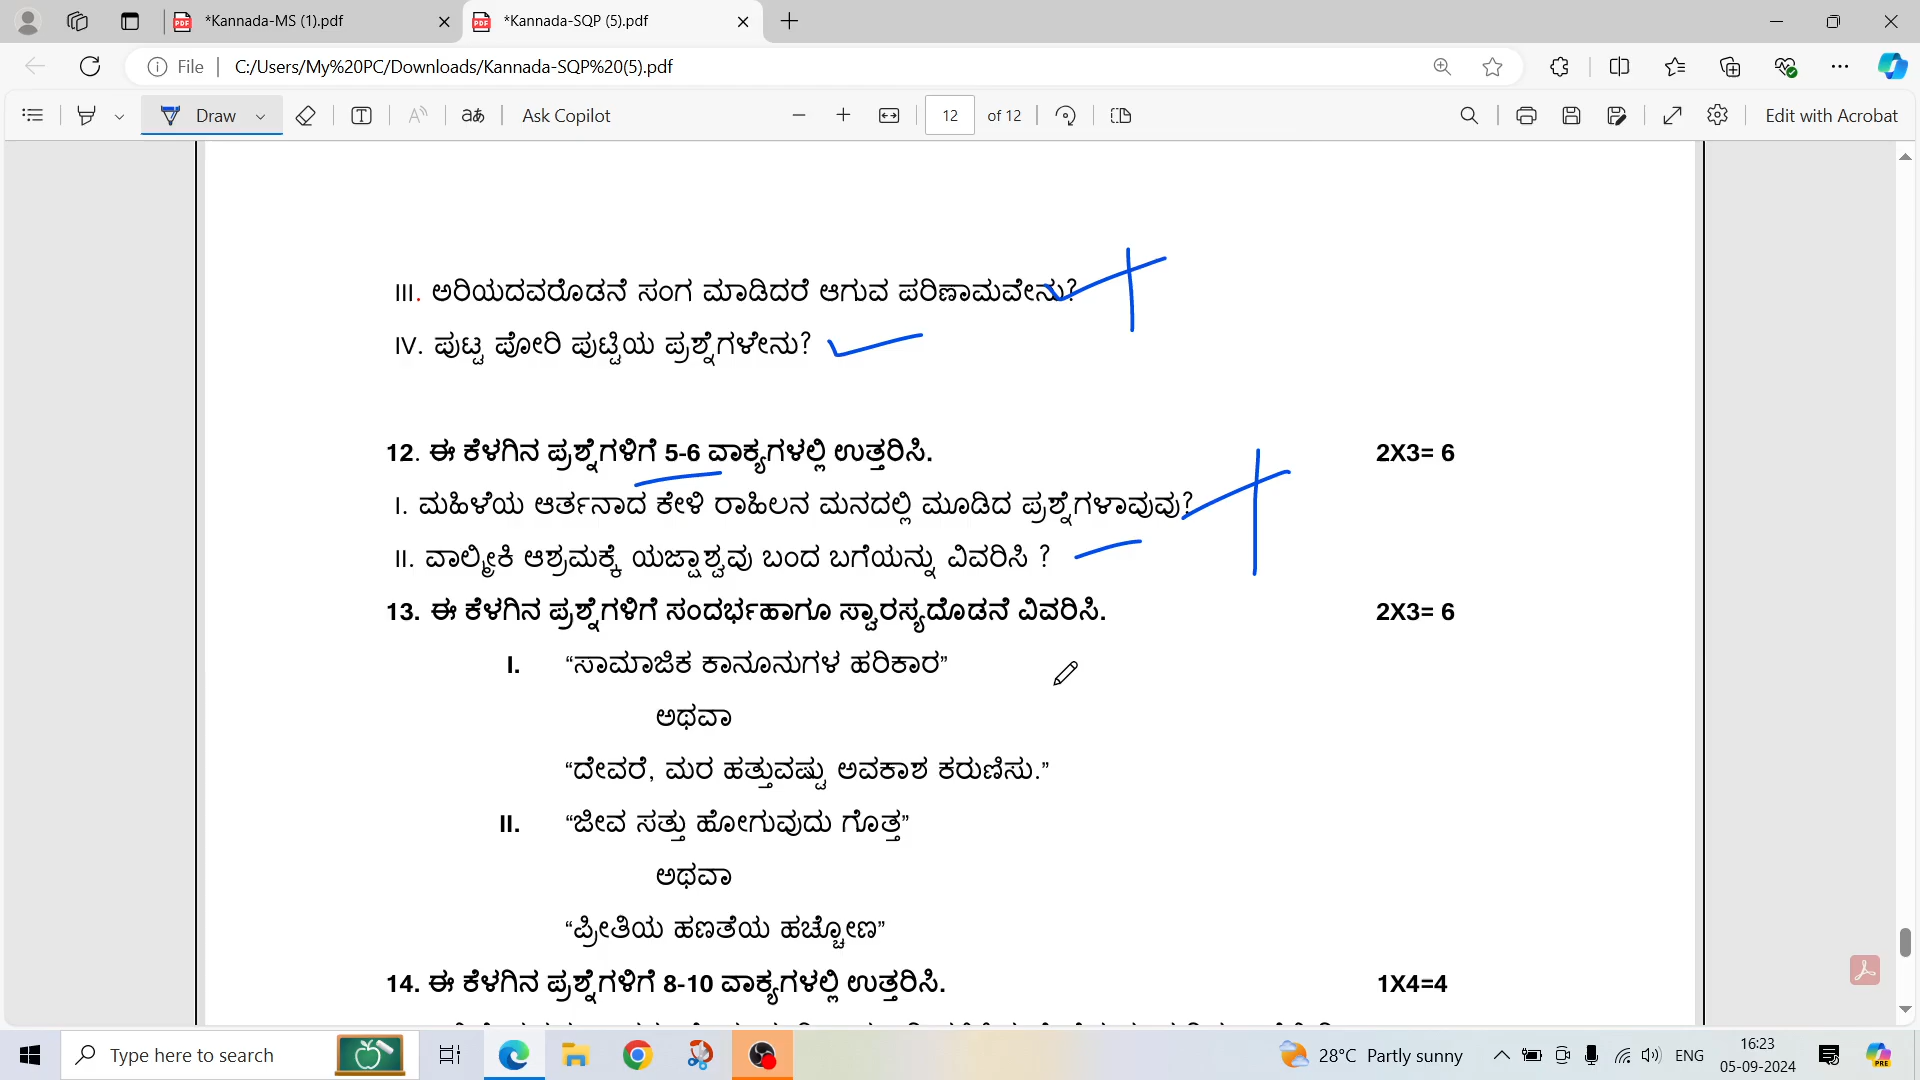 *Kannada-MS (1).pdf
*Kannada-SQP (5).pdf
File
C:/Users/My%20PC/Downloads/Kannada-SQP%20(5).pdf
Draw
Ask Copilot
12
of 12
Edit with Acrobat
III. ಅರಿಯದವರೊಡನೆ ಸಂಗ ಮಾಡಿದರೆ ಆಗುವ ಪರಿಣಾಮವೇನು?
IV. ಪುಟ್ಟ ಪೋರಿ ಪುಟ್ಟಿಯ ಪ್ರಶ್ನೆಗಳೇನು?
12. ಈ ಕೆಳಗಿನ ಪ್ರಶ್ನೆಗಳಿಗೆ 5-6 ವಾಕ್ಯಗಳಲ್ಲಿ ಉತ್ತರಿಸಿ. 2X3= 6
I. ಮಹಿಳೆಯ ಆರ್ತನಾದ ಕೇಳಿ ರಾಹಿಲನ ಮನದಲ್ಲಿ ಮೂಡಿದ ಪ್ರಶ್ನೆಗಳಾವುವು?
II. ವಾಲ್ಮೀಕಿ ಆಶ್ರಮಕ್ಕೆ ಯಜ್ಞಾಶ್ವವು ಬಂದ ಬಗೆಯನ್ನು ವಿವರಿಸಿ ?
13. ಈ ಕೆಳಗಿನ ಪ್ರಶ್ನೆಗಳಿಗೆ ಸಂದರ್ಭಹಾಗೂ ಸ್ವಾರಸ್ಯದೊಡನೆ ವಿವರಿಸಿ. 2X3= 6
I. “ಸಾಮಾಜಿಕ ಕಾನೂನುಗಳ ಹರಿಕಾರ”
ಅಥವಾ
“ದೇವರೆ, ಮರ ಹತ್ತುವಷ್ಟು ಅವಕಾಶ ಕರುಣಿಸು.”
II. “ಜೀವ ಸತ್ತು ಹೋಗುವುದು ಗೊತ್ತ”
ಅಥವಾ
“ಪ್ರೀತಿಯ ಹಣತೆಯ ಹಚ್ಚೋಣ”
14. ಈ ಕೆಳಗಿನ ಪ್ರಶ್ನೆಗಳಿಗೆ 8-10 ವಾಕ್ಯಗಳಲ್ಲಿ ಉತ್ತರಿಸಿ. 1X4=4
Type here to search
28°C Partly sunny
ENG
16:23
05-09-2024